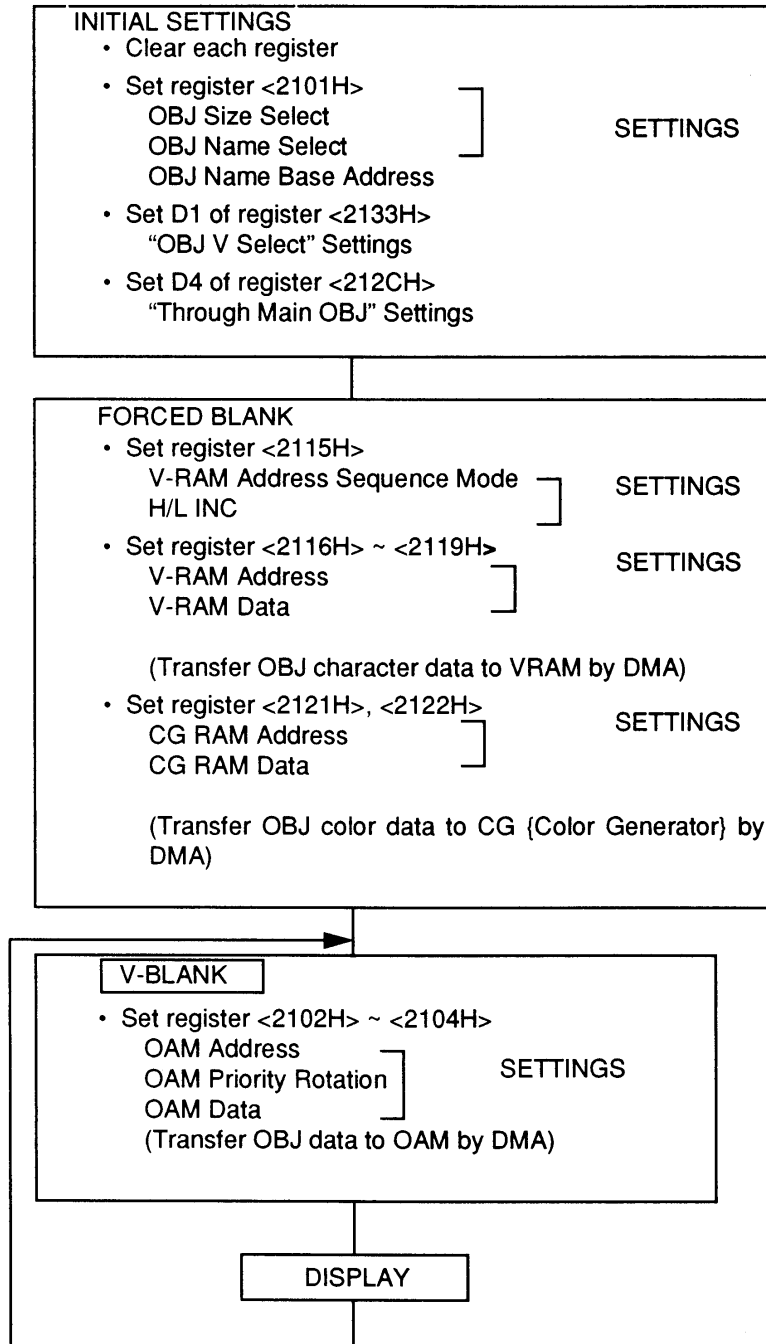 INITIAL SETTINGS
• Clear each register
• Set register <2101H>
OBJ Size Select
OBJ Name Select
SETTINGS
OBJ Name Base Address
• Set D1 of register <2133H>
“OBJ V Select” Settings
• Set D4 of register <212CH>
“Through Main OBJ” Settings
FORCED BLANK
• Set register <2115H>
V-RAM Address Sequence Mode
H/L INC
SETTINGS
• Set register <2116H> ~ <2119H>
V-RAM Address
V-RAM Data
SETTINGS
(Transfer OBJ character data to VRAM by DMA)
• Set register <2121H>, <2122H>
CG RAM Address
CG RAM Data
SETTINGS
(Transfer OBJ color data to CG {Color Generator} by
DMA)
V-BLANK
• Set register <2102H> ~ <2104H>
OAM Address
OAM Priority Rotation
OAM Data
SETTINGS
(Transfer OBJ data to OAM by DMA)
DISPLAY